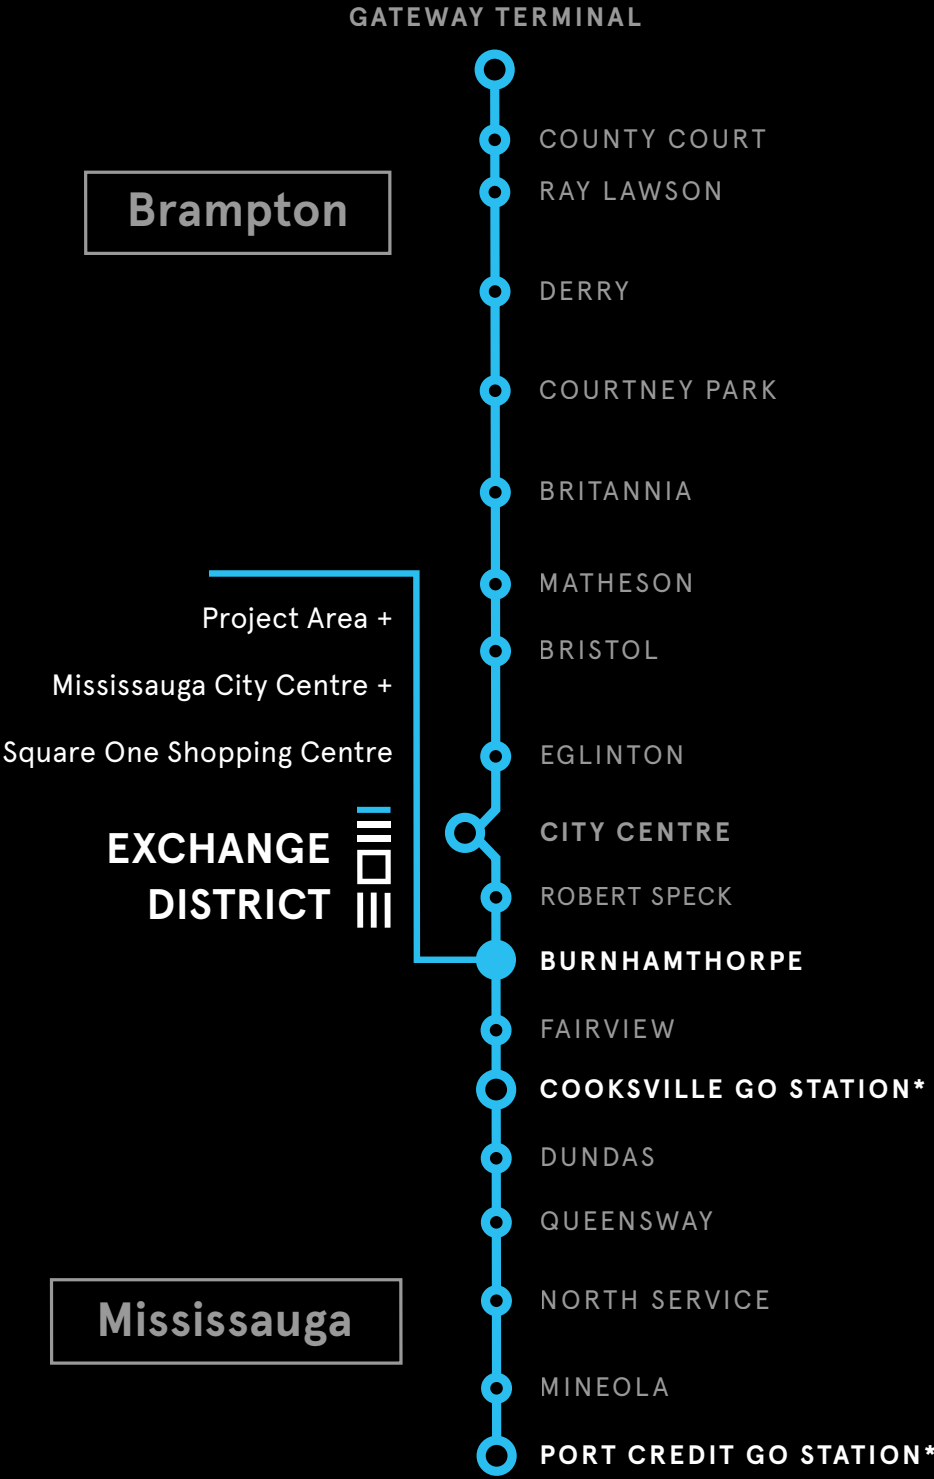 GATEWAY TERMINAL
COUNTY COURT
Brampton
RAY LAWSON
DERRY
COURTNEY PARK
BRITANNIA
MATHESON
Project Area +
BRISTOL
Mississauga City Centre +
Square One Shopping Centre
EGLINTON
CITY CENTRE
EXCHANGE
DISTRICT
ROBERT SPECK
BURNHAMTHORPE
FAIRVIEW
COOKSVILLE GO STATION*
DUNDAS
QUEENSWAY
NORTH SERVICE
Mississauga
MINEOLA
PORT CREDIT GO STATION*